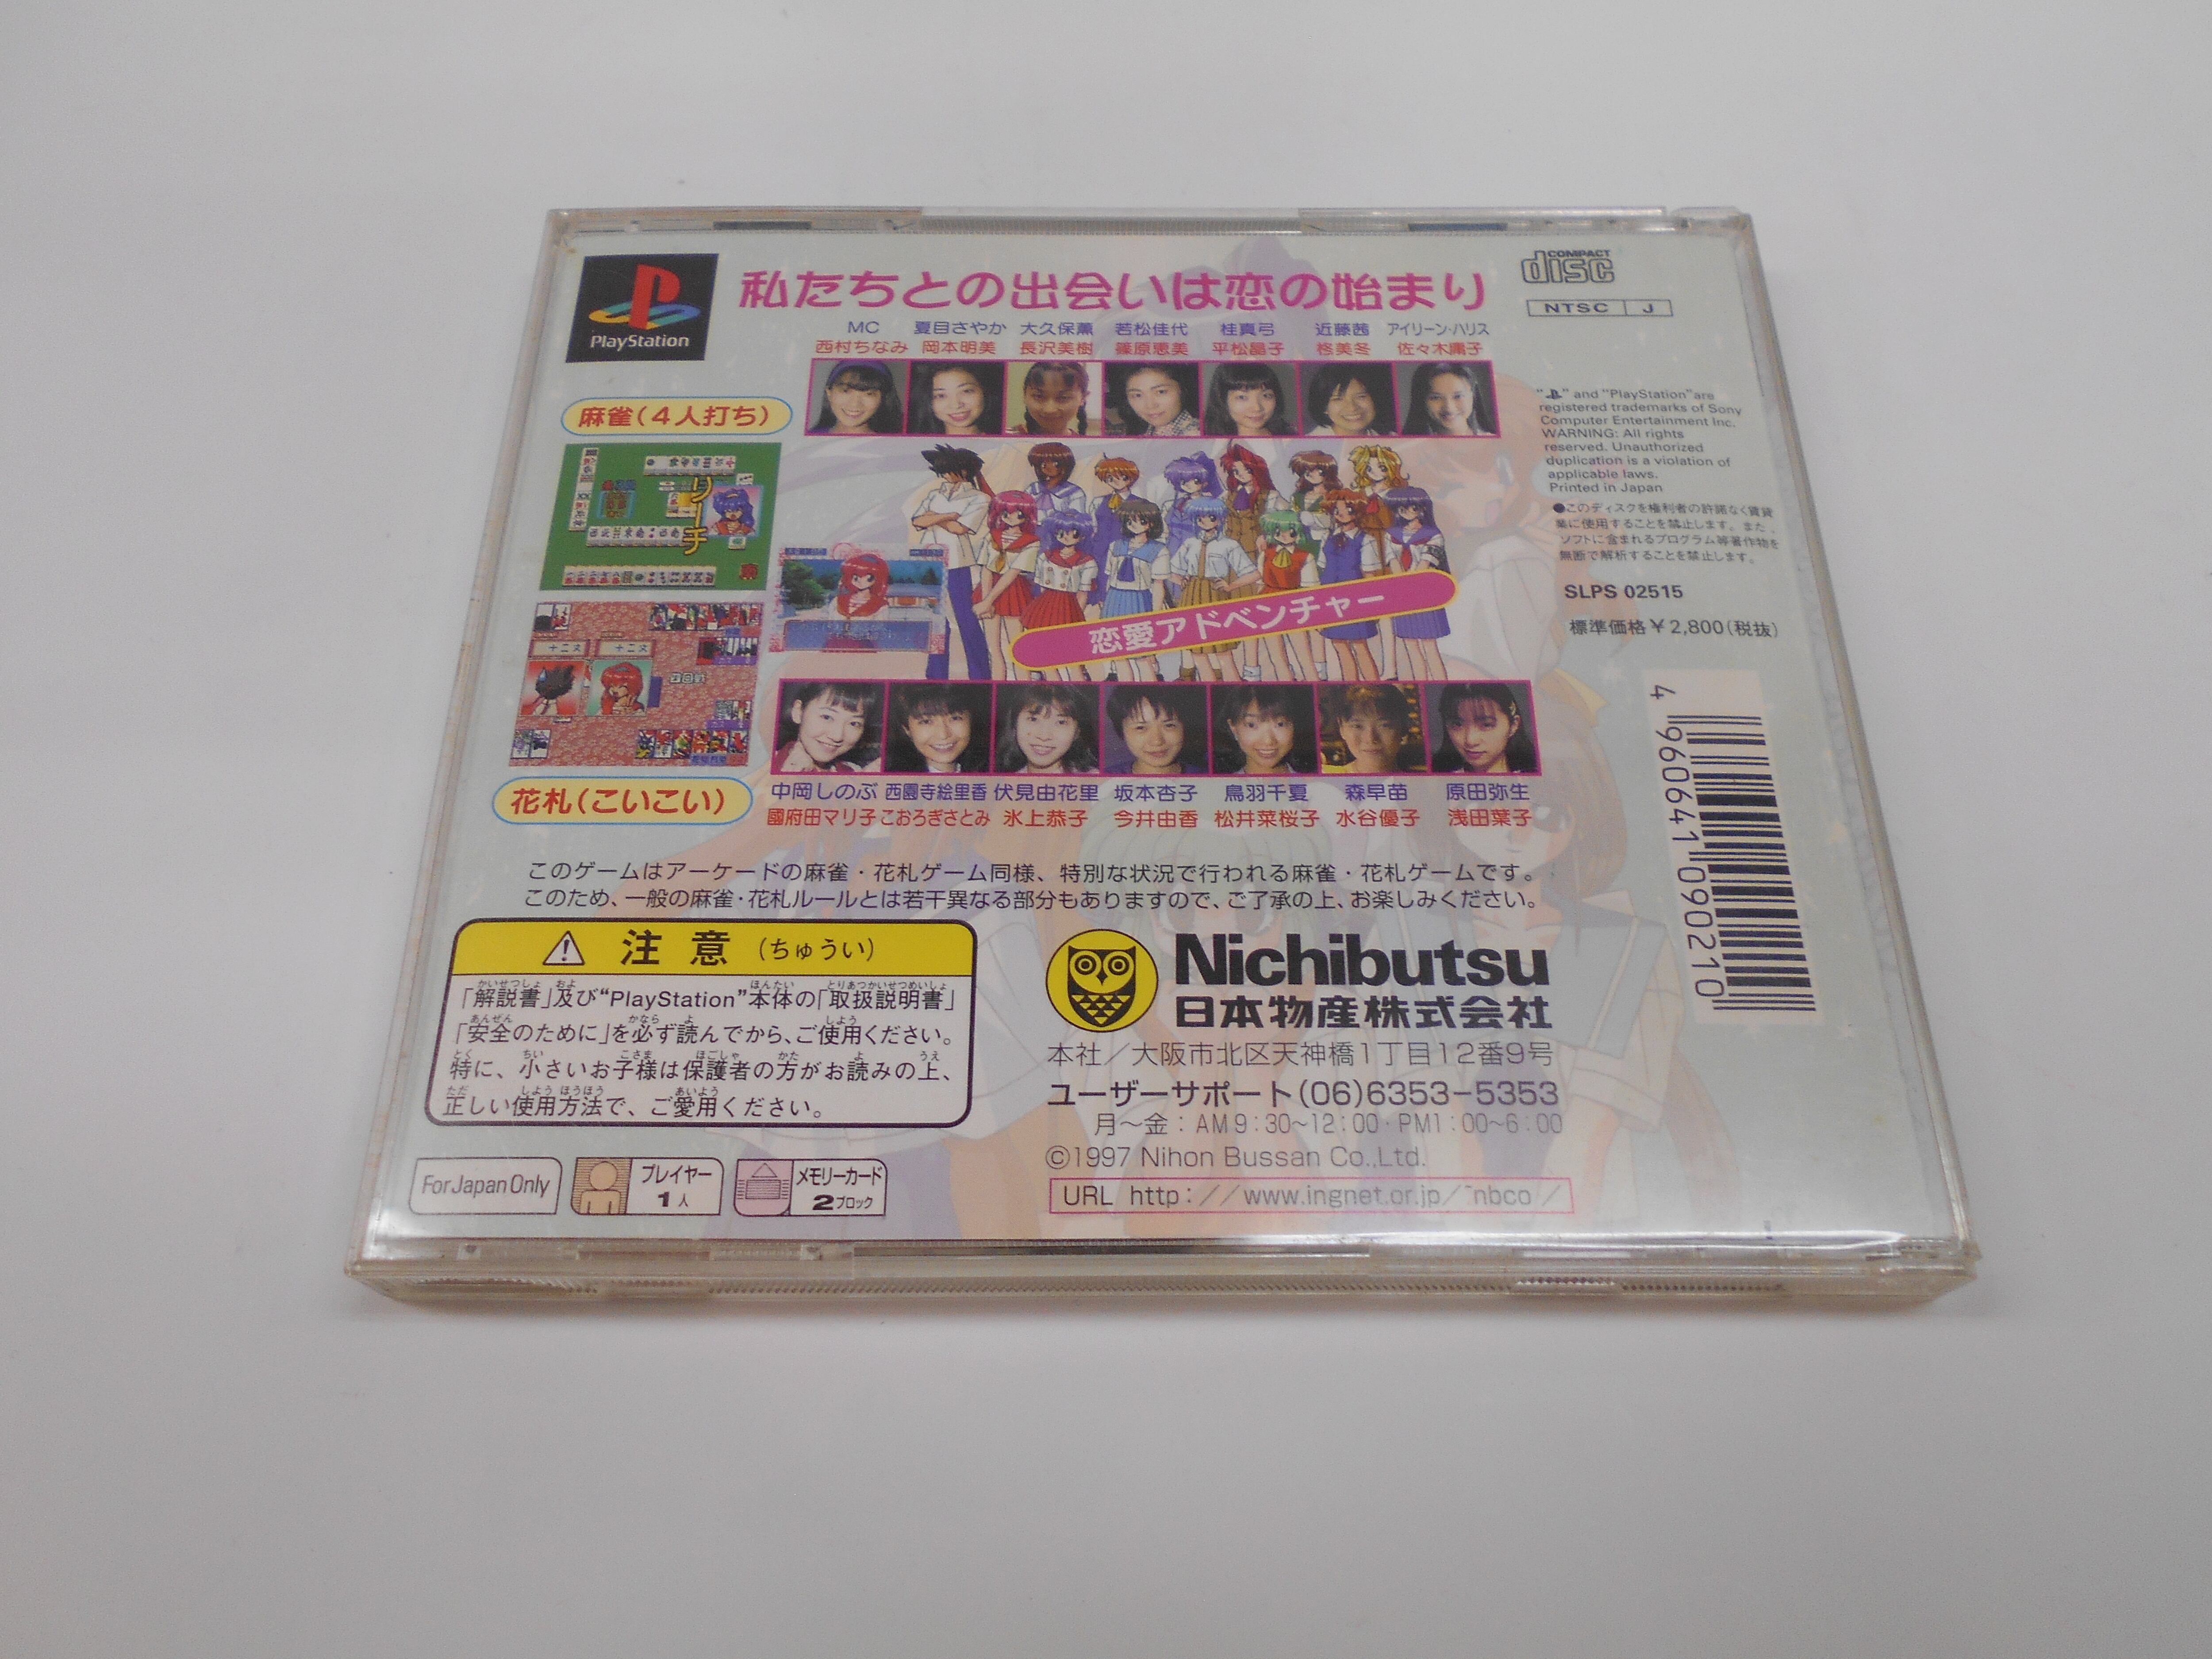 PlayStation
私たちとの出会いは恋の始まり
COMPACT
disc
NTSC J
MC 夏目さやか 大久保薫 若松佳代 桂真弓 近藤茜 アイリーン・ハリス
西村ちなみ 岡本明美 長沢美樹 篠原恵美 平松晶子 柊美冬 佐々木庸子
麻雀(4人打ち)
リーチ
恋愛アドベンチャー
十二文 十二文
花札(こいこい)
中岡しのぶ 西園寺絵里香 伏見由花里 坂本杏子 鳥羽千夏 森早苗 原田弥生
國府田マリ子 こおろぎさとみ 氷上恭子 今井由香 松井菜桜子 水谷優子 浅田葉子
" " and "PlayStation"are
registered trademarks of Sony
Computer Entertainment Inc.
WARNING: All rights
reserved. Unauthorized
duplication is a violation of
applicable laws.
Printed in Japan
●このディスクを権利者の許諾なく賃貸
業に使用することを禁止します。また、
ソフトに含まれるプログラム等著作物を
無断で解析することを禁止します。
SLPS 02515
標準価格￥2,800(税抜)
4 960641 090210
このゲームはアーケードの麻雀・花札ゲーム同様、特別な状況で行われる麻雀・花札ゲームです。
このため、一般の麻雀・花札ルールとは若干異なる部分もありますので、ご了承の上、お楽しみください。
注意(ちゅうい)
「解説書」及び"PlayStation"本体の「取扱説明書」
「安全のために」を必ず読んでから、ご使用ください。
特に、小さいお子様は保護者の方がお読みの上、
正しい使用方法で、ご愛用ください。
Nichibutsu
日本物産株式会社
本社／大阪市北区天神橋1丁目12番9号
ユーザーサポート(06)6353-5353
月～金：AM9:30~12:00・PM1:00~6:00
©1997 Nihon Bussan Co.,Ltd.
URL http：//www.ingnet.or.jp/~nbco/
For Japan Only
プレイヤー
1人
メモリーカード
2ブロック